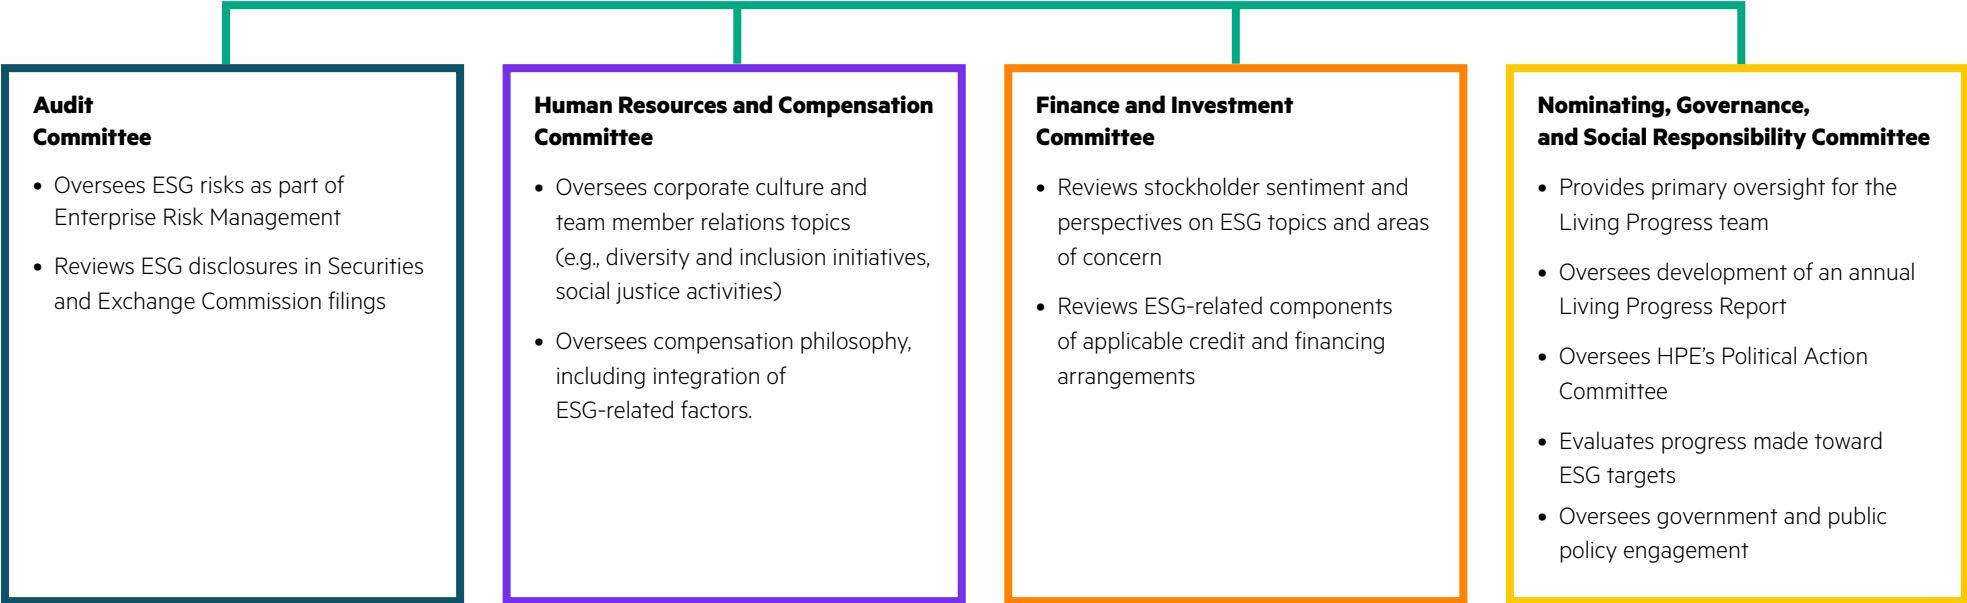 Audit
Committee
• Oversees ESG risks as part of
Enterprise Risk Management
• Reviews ESG disclosures in Securities
and Exchange Commission filings
Human Resources and Compensation
Committee
• Oversees corporate culture and
team member relations topics
(e.g., diversity and inclusion initiatives,
social justice activities)
• Oversees compensation philosophy,
including integration of
ESG-related factors.
Finance and Investment
Committee
• Reviews stockholder sentiment and
perspectives on ESG topics and areas
of concern
• Reviews ESG-related components
of applicable credit and financing
arrangements
Nominating, Governance,
and Social Responsibility Committee
• Provides primary oversight for the
Living Progress team
• Oversees development of an annual
Living Progress Report
• Oversees HPE’s Political Action
Committee
• Evaluates progress made toward
ESG targets
• Oversees government and public
policy engagement